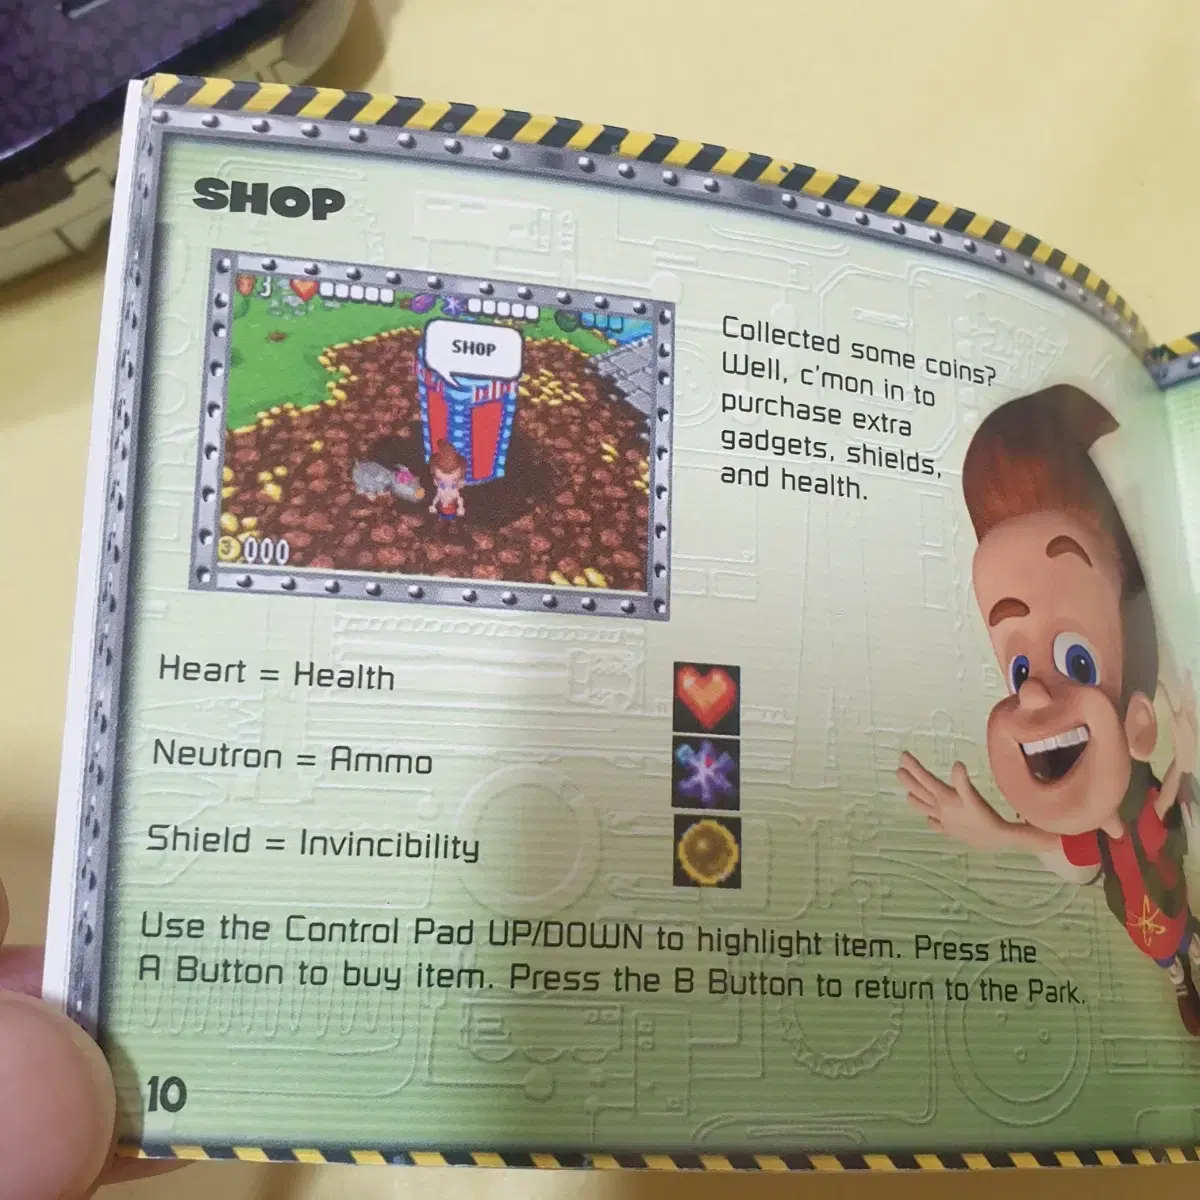 SHOP
3
SHOP
000
Collected some coins?
Well, c'mon in to
purchase extra
gadgets, shields,
and health.
Heart = Health
Neutron = Ammo
Shield = Invincibility
Use the Control Pad UP/DOWN to highlight item. Press the
A Button to buy item. Press the B Button to return to the Park.
10